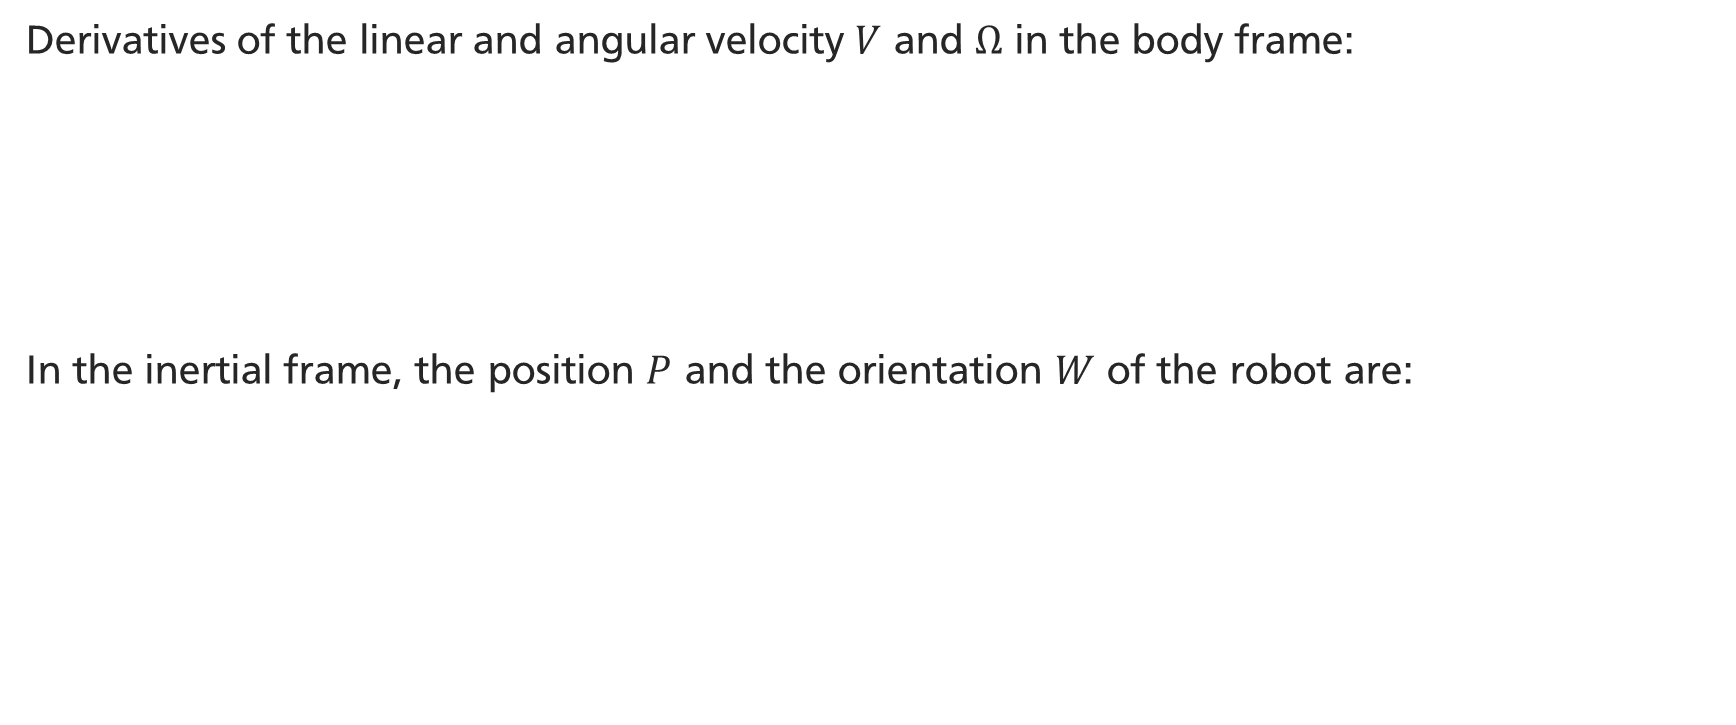 Derivatives of the linear and angular velocity V and Ω in the body frame:
In the inertial frame, the position P and the orientation W of the robot are: